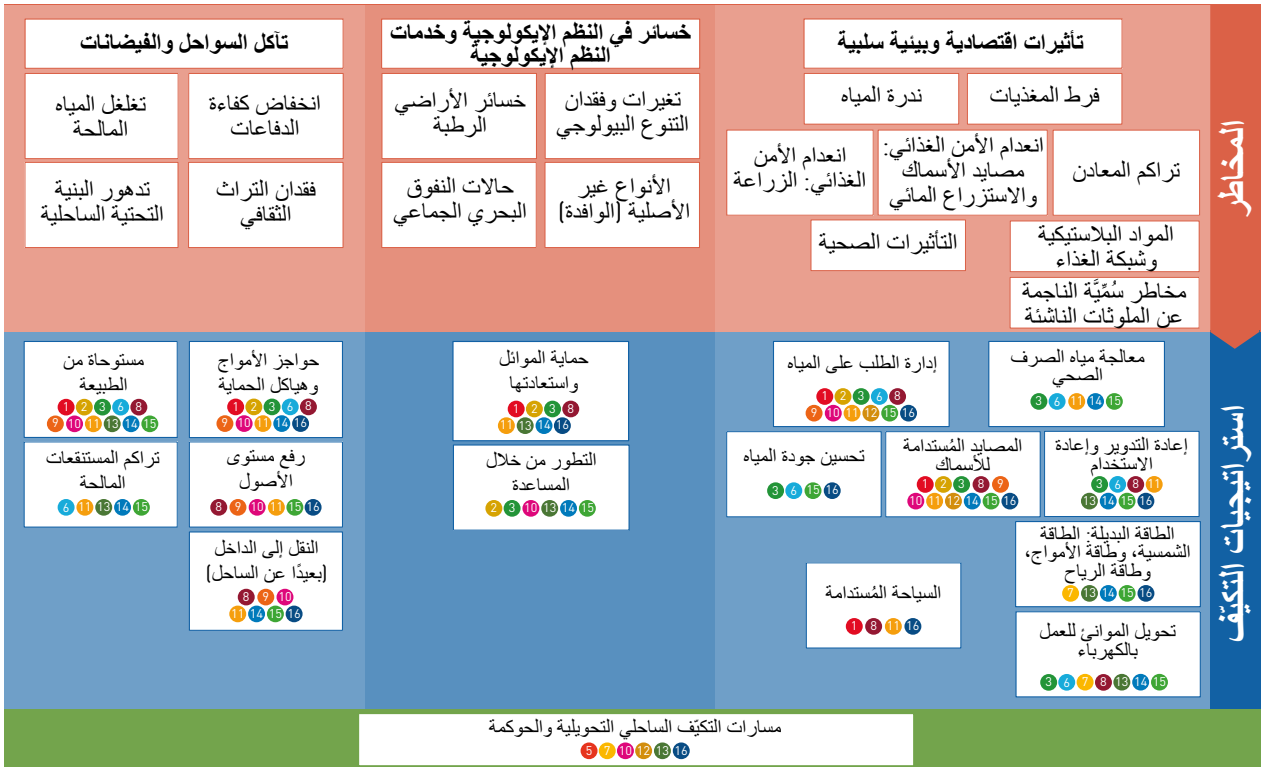 المخاطر
تأثيرات اقتصادية وبيئية سلبية
فرط المغذيات
ندرة المياه
تراكم المعادن
انعدام الأمن الغذائي:
مصايد الأسماك
والاستزراع المائي
انعدام الأمن
الغذائي: الزراعة
المواد البلاستيكية
وشبكة الغذاء
التأثيرات الصحية
مخاطر سُمِّيَّة الناجمة
عن الملوثات الناشئة
خسائر في النظم الإيكولوجية وخدمات
النظم الإيكولوجية
تغيرات وفقدان
التنوع البيولوجي
خسائر الأراضي
الرطبة
الأنواع غير
الأصلية (الوافدة)
حالات النفوق
البحري الجماعي
تآكل السواحل والفيضانات
انخفاض كفاءة
الدفاعات
تغلغل المياه
المالحة
فقدان التراث
الثقافي
تدهور البنية
التحتية الساحلية
استراتيجيات التكيّف
معالجة مياه الصرف
الصحي
3 6 11 14 15
إدارة الطلب على المياه
1 2 3 6 8
9 10 11 12 15 16
إعادة التدوير وإعادة
الاستخدام
3 6 8 11
13 14 15 16
المصايد المُستدامة
للأسماك
1 2 3 8 9
10 11 12 14 15 16
تحسين جودة المياه
3 6 15 16
الطاقة البديلة: الطاقة
الشمسية، وطاقة الأمواج،
وطاقة الرياح
7 13 14 15 16
السياحة المُستدامة
1 8 11 16
تحويل الموانئ للعمل
بالكهرباء
3 6 7 8 13 14 15
حماية الموائل
واستعادتها
1 2 3 8
11 13 14 16
التطور من خلال
المساعدة
2 3 10 13 14 15
حواجز الأمواج
وهياكل الحماية
1 2 3 6 8
9 10 11 14 16
مستوحاة من
الطبيعة
1 2 3 6 8
9 10 11 13 14 15
رفع مستوى
الأصول
8 9 10 11 15 16
تراكم المستنقعات
المالحة
6 11 13 14 15
النقل إلى الداخل
(بعيدًا عن الساحل)
8 9 10
11 14 15 16
مسارات التكيّف الساحلي التحويلية والحوكمة
5 7 10 12 13 16